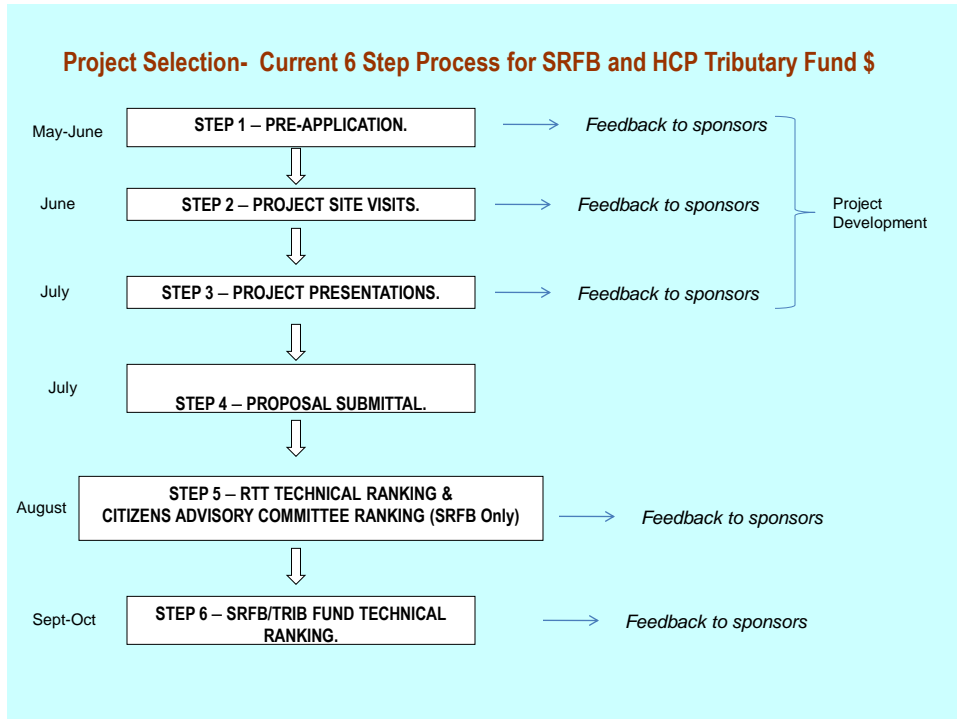 Project Selection- Current 6 Step Process for SRFB and HCP Tributary Fund $
May-June
STEP 1 – PRE-APPLICATION.
Feedback to sponsors
June
STEP 2 – PROJECT SITE VISITS.
Feedback to sponsors
Project
Development
July
STEP 3 – PROJECT PRESENTATIONS.
Feedback to sponsors
July
STEP 4 – PROPOSAL SUBMITTAL.
August
STEP 5 – RTT TECHNICAL RANKING &
CITIZENS ADVISORY COMMITTEE RANKING (SRFB Only)
Feedback to sponsors
Sept-Oct
STEP 6 – SRFB/TRIB FUND TECHNICAL
RANKING.
Feedback to sponsors